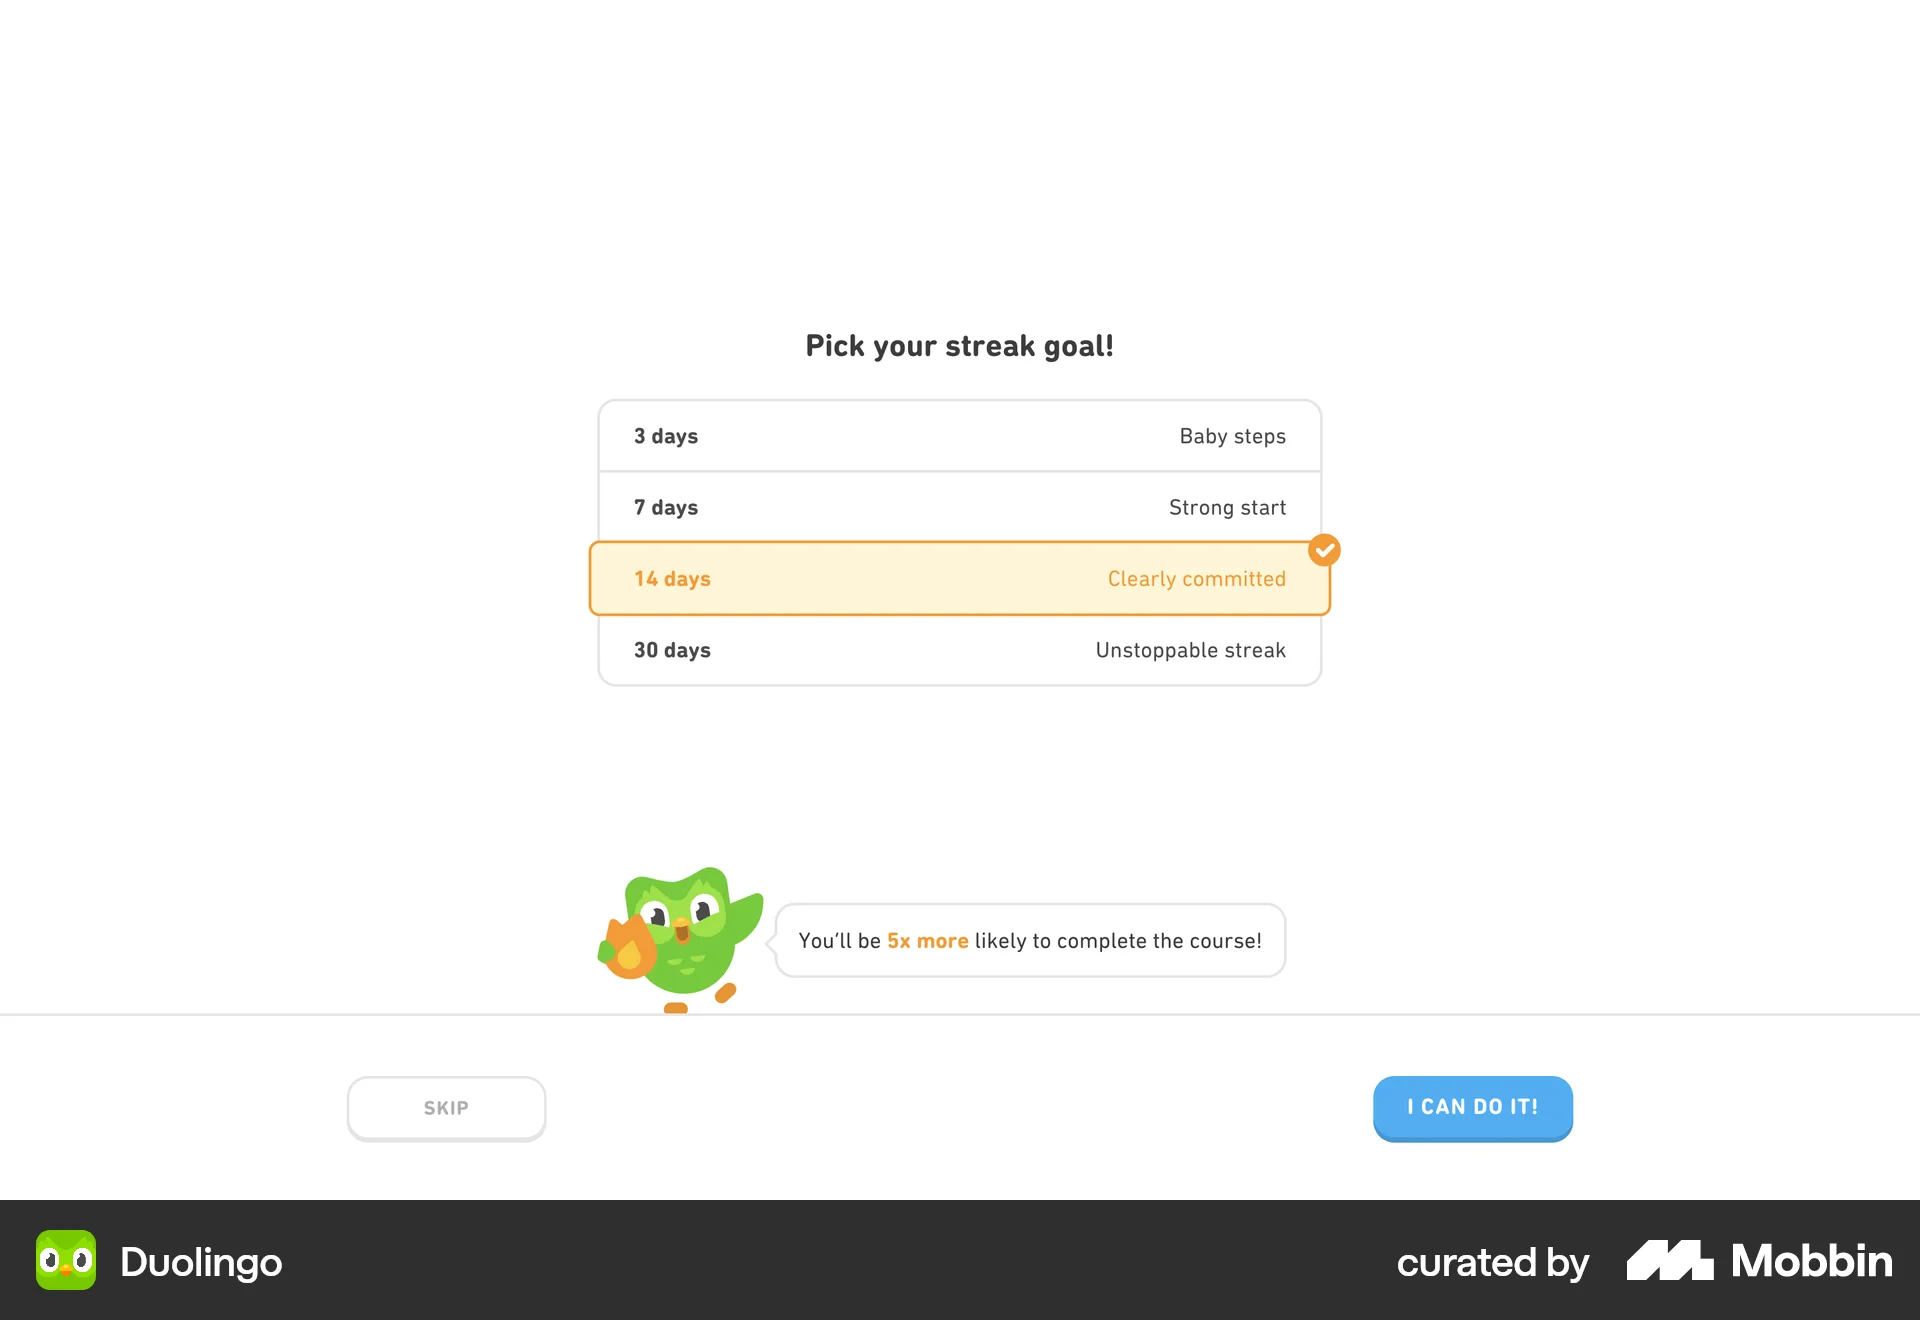 Pick your streak goal!
3 days Baby steps
7 days Strong start
14 days Clearly committed
30 days Unstoppable streak
You'll be 5x more likely to complete the course!
SKIP I CAN DO IT!
Duolingo curated by Mobbin